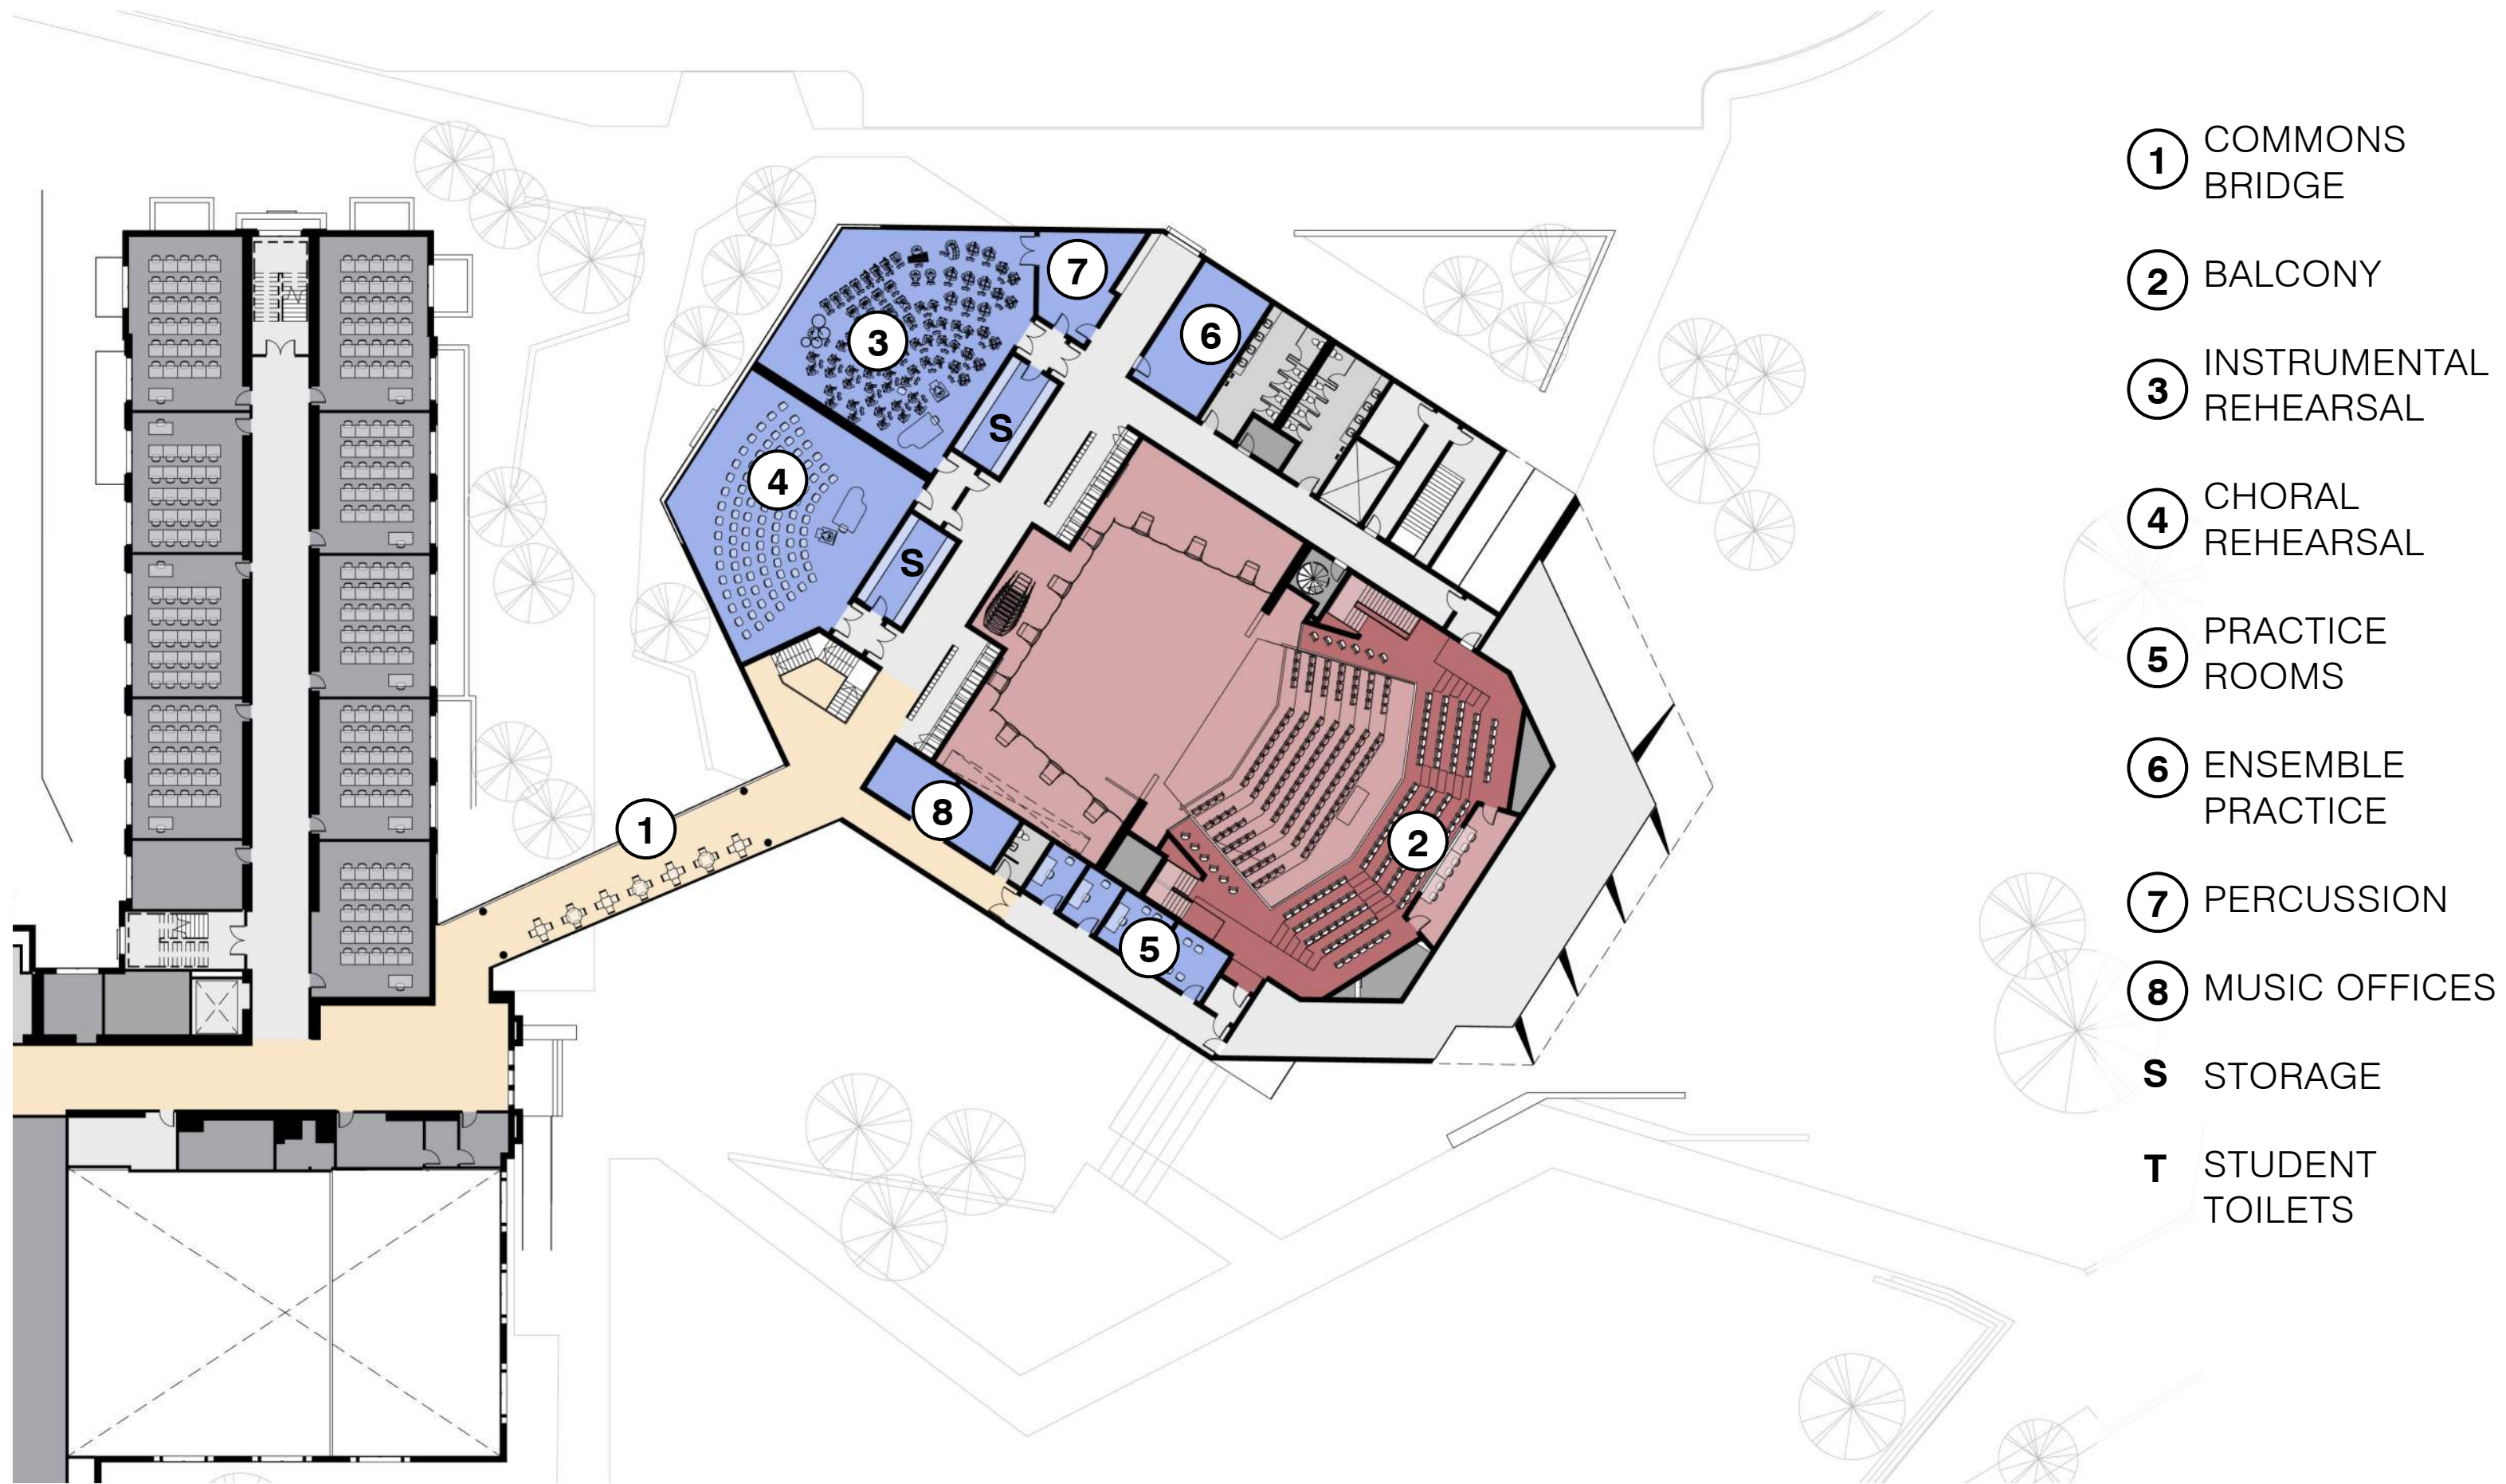 1 COMMONS
BRIDGE
2 BALCONY
3 INSTRUMENTAL
REHEARSAL
4 CHORAL
REHEARSAL
5 PRACTICE
ROOMS
6 ENSEMBLE
PRACTICE
7 PERCUSSION
8 MUSIC OFFICES
S STORAGE
T STUDENT
TOILETS
7
6
3
S
4
S
8
1
2
5